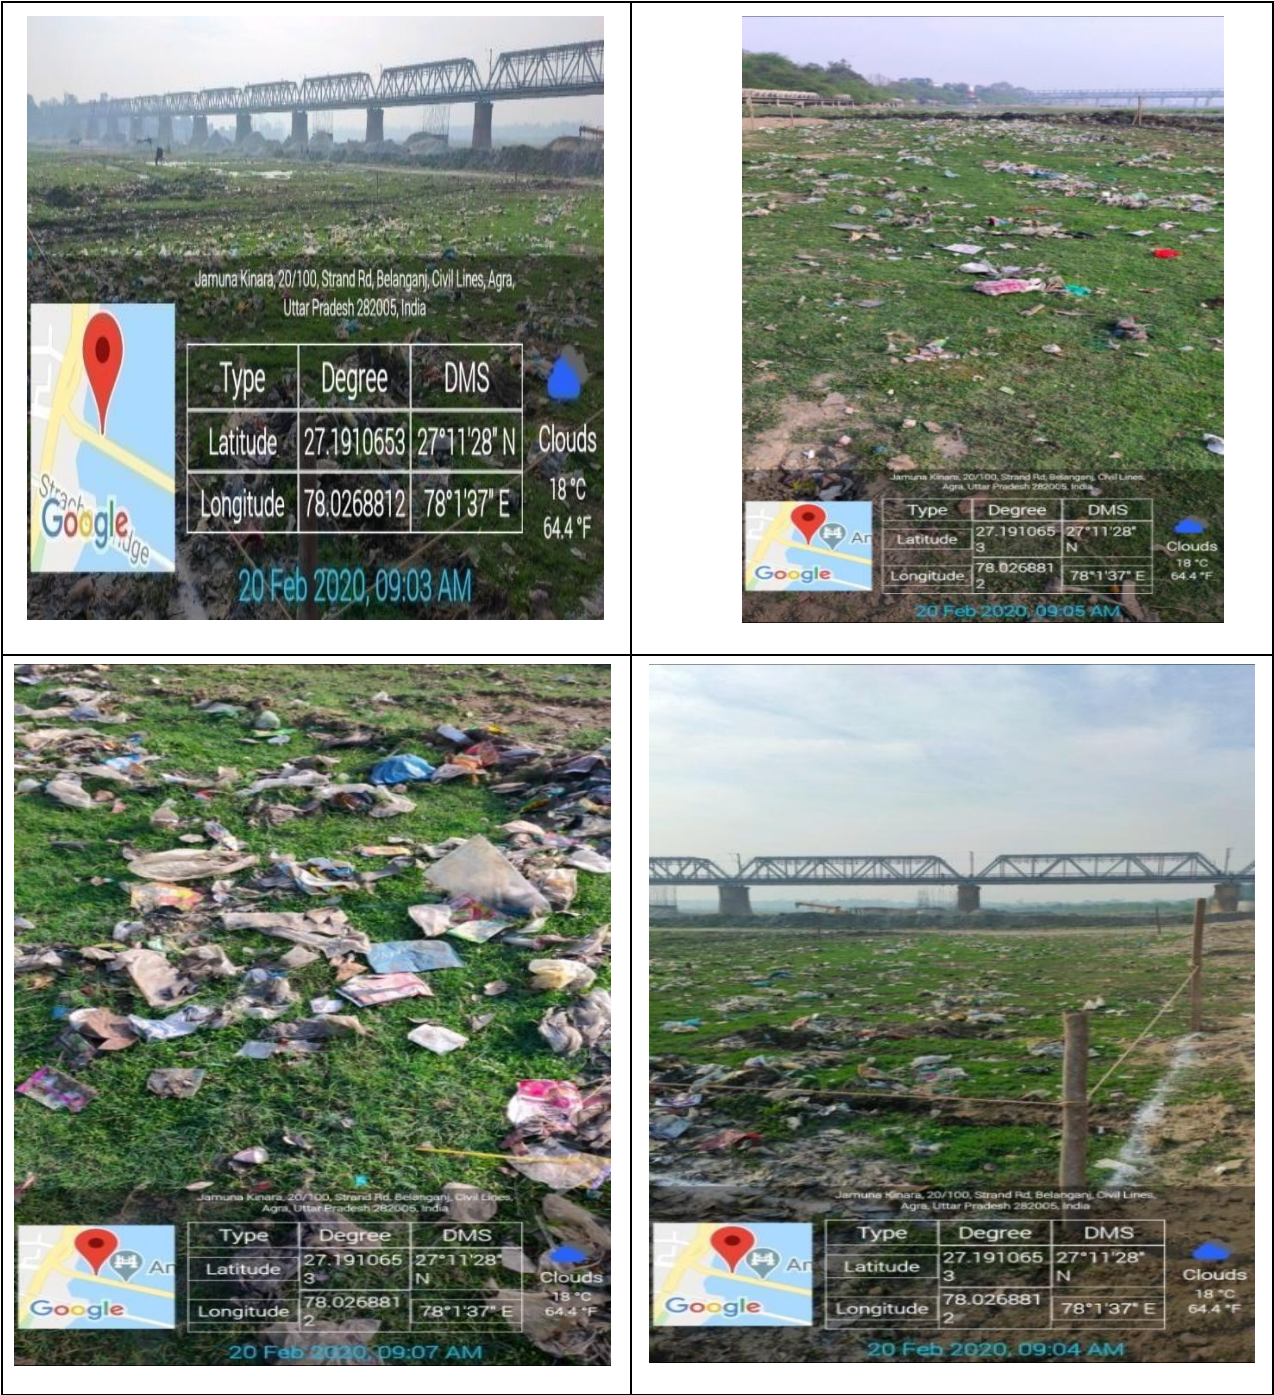 Jamuna Kinara, 20/100, Strand Rd, Belanganj, Civil Lines, Agra,
Uttar Pradesh 282005, India
Type Degree DMS
Latitude 27.1910653 27°11'28" N
Longitude 78.0268812 78°1'37" E
Clouds
18 °C
64.4 °F
Google
20 Feb 2020, 09:03 AM
Jamuna Kinara, 20/100, Strand Rd, Belanganj, Civil Lines,
Agra, Uttar Pradesh 282005, India
Type Degree DMS
Latitude 27.191065
3 27°11'28"
N
Longitude 78.026881
2 78°1'37" E
Clouds
18 °C
64.4 °F
An
Google
20 Feb 2020, 09:05 AM
Jamuna Kinara, 20/100, Strand Rd, Belanganj, Civil Lines,
Agra, Uttar Pradesh 282005, India
Type Degree DMS
Latitude 27.191065
3 27°11'28"
N
Longitude 78.026881
2 78°1'37" E
Clouds
18 °C
64.4 °F
An
Google
20 Feb 2020, 09:07 AM
Jamuna Kinara, 20/100, Strand Rd, Belanganj, Civil Lines,
Agra, Uttar Pradesh 282005, India
Type Degree DMS
Latitude 27.191065
3 27°11'28"
N
Longitude 78.026881
2 78°1'37" E
Clouds
18 °C
64.4 °F
An
Google
20 Feb 2020, 09:04 AM